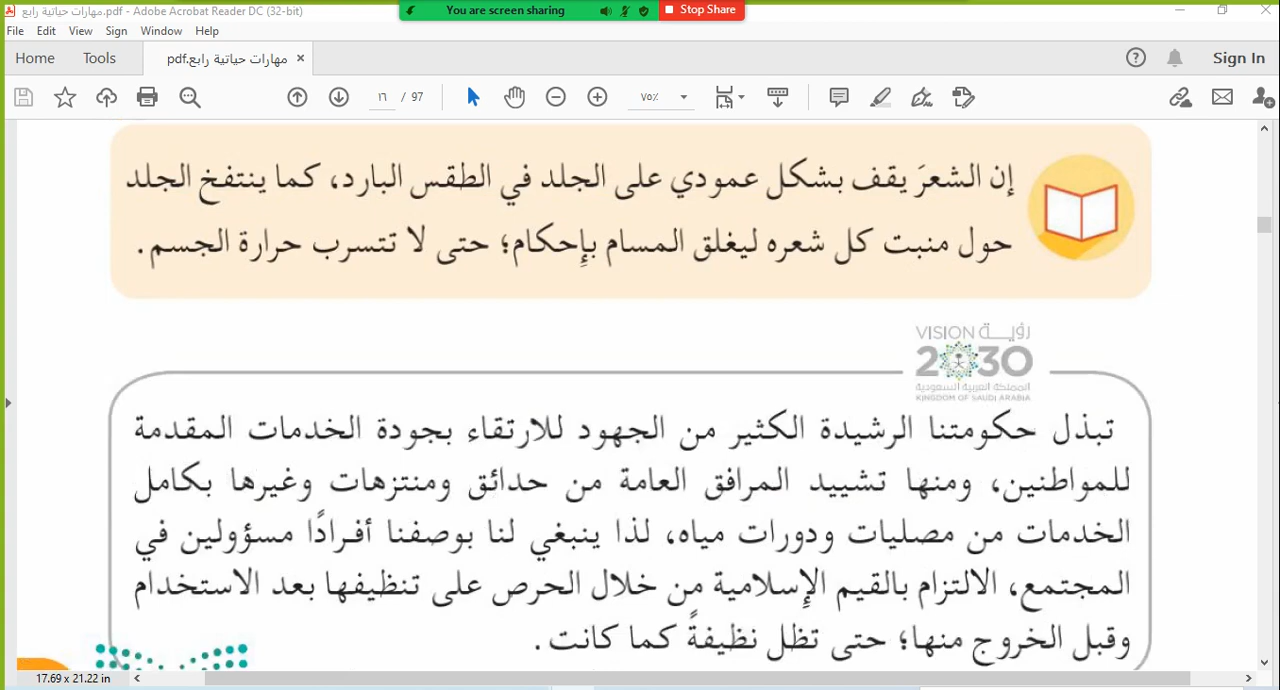 مهارات حياتية رابع.pdf - Adobe Acrobat Reader DC (32-bit)
You are screen sharing
Stop Share
File Edit View Sign Window Help
Home Tools مهارات حياتية رابع.pdf ×
Sign In
١٦ / 97
٧٥٪
إن الشعرَ يقف بشكل عمودي على الجلد في الطقس البارد، كما ينتفخ الجلد
حول منبت كل شعره ليغلق المسام بإحكام؛ حتى لا تتسرب حرارة الجسم.
VISION رؤيــة
2030
المملكة العربية السعودية
KINGDOM OF SAUDI ARABIA
تبذل حكومتنا الرشيدة الكثير من الجهود للارتقاء بجودة الخدمات المقدمة
للمواطنين، ومنها تشييد المرافق العامة من حدائق ومنتزهات وغيرها بكامل
الخدمات من مصليات ودورات مياه، لذا ينبغي لنا بوصفنا أفرادًا مسؤولين في
المجتمع، الالتزام بالقيم الإسلامية من خلال الحرص على تنظيفها بعد الاستخدام
وقبل الخروج منها؛ حتى تظل نظيفةً كما كانت.
17.69 x 21.22 in